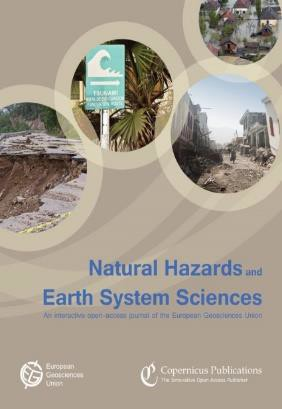 TSUNAMI
Natural Hazards and
Earth System Sciences
An interactive open-access journal of the European Geosciences Union
European
Geosciences
Union
Copernicus Publications
The Innovative Open Access Publisher